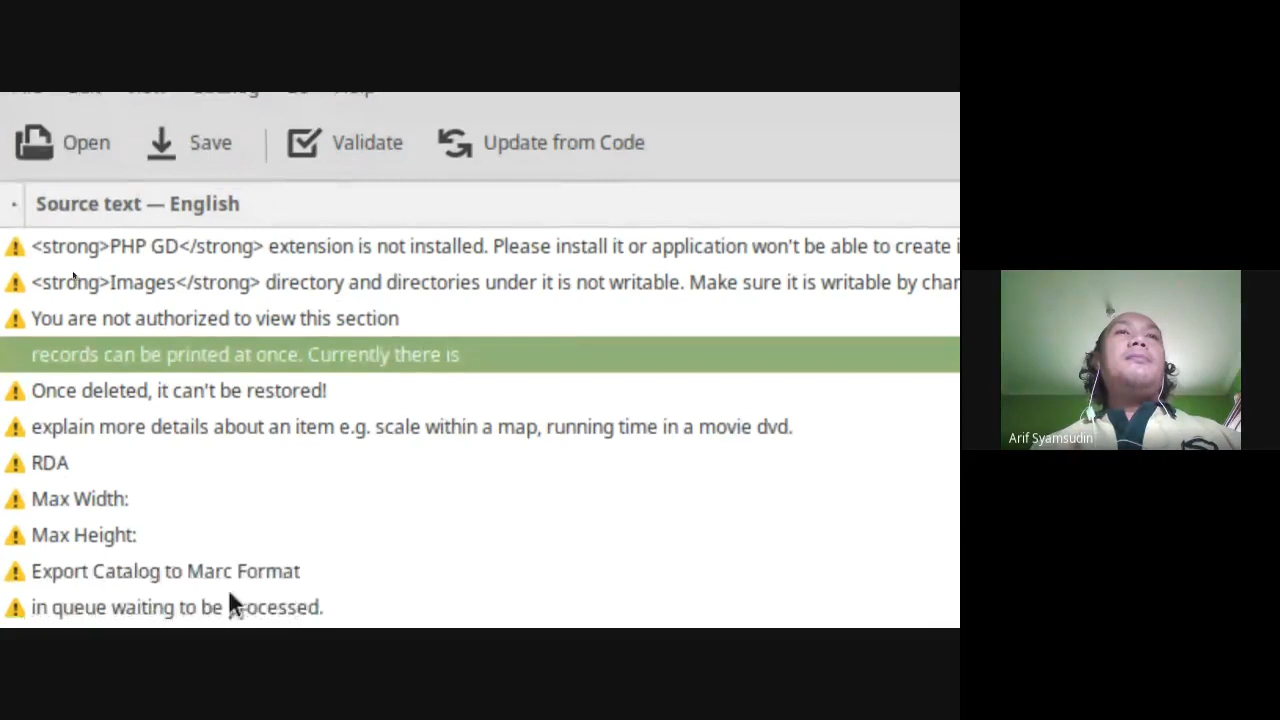 Open Save Validate Update from Code
Source text — English
<strong>PHP GD</strong> extension is not installed. Please install it or application won't be able to create i
<strong>Images</strong> directory and directories under it is not writable. Make sure it is writable by chan
You are not authorized to view this section
records can be printed at once. Currently there is
Once deleted, it can't be restored!
explain more details about an item e.g. scale within a map, running time in a movie dvd.
RDA
Max Width:
Max Height:
Export Catalog to Marc Format
in queue waiting to be
Arif Syamsudin